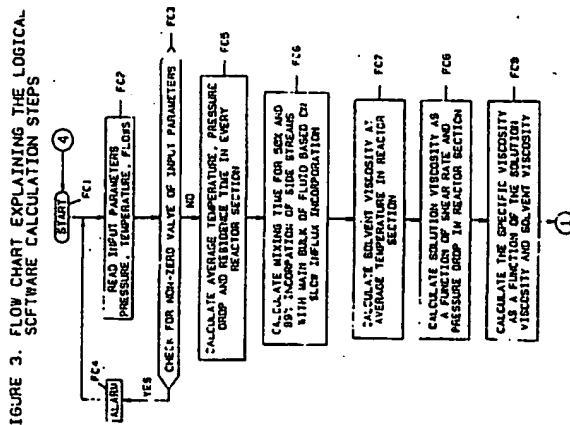 IGURE 3. FLOW CHART EXPLAINING THE LOGICAL
SOFTWARE CALCULATION STEPS
4
START
FC1
FC4
ALARM
READ INPUT PARAMETERS
PRESSURE, TEMPERATURE, FLOWS
FC2
CHECK FOR NON-ZERO VALUE OF INPUT PARAMETERS
FC3
YES
NO
CALCULATE AVERAGE TEMPERATURE, PRESSURE
DROP AND RESIDENCE TIME IN EVERY
REACTOR SECTION
FC5
CALCULATE MIXING TIME FOR 50% AND
89% INCORPATION OF SIDE STREAMS
WITH MAIN BULK OF FLUID BASED ON
SLOW INFLUX INCORPORATION
FC6
CALCULATE SOLVENT VISCOSITY AT
AVERAGE TEMPERATURE IN REACTOR
SECTION
FC7
CALCULATE SOLUTION VISCOSITY AS
A FUNCTION OF SHEAR RATE AND
PRESSURE DROP IN REACTOR SECTION
FC8
CALCULATE THE SPECIFIC VISCOSITY
AS A FUNCTION OF THE SOLUTION
VISCOSITY AND SOLVENT VISCOSITY
FC9
1